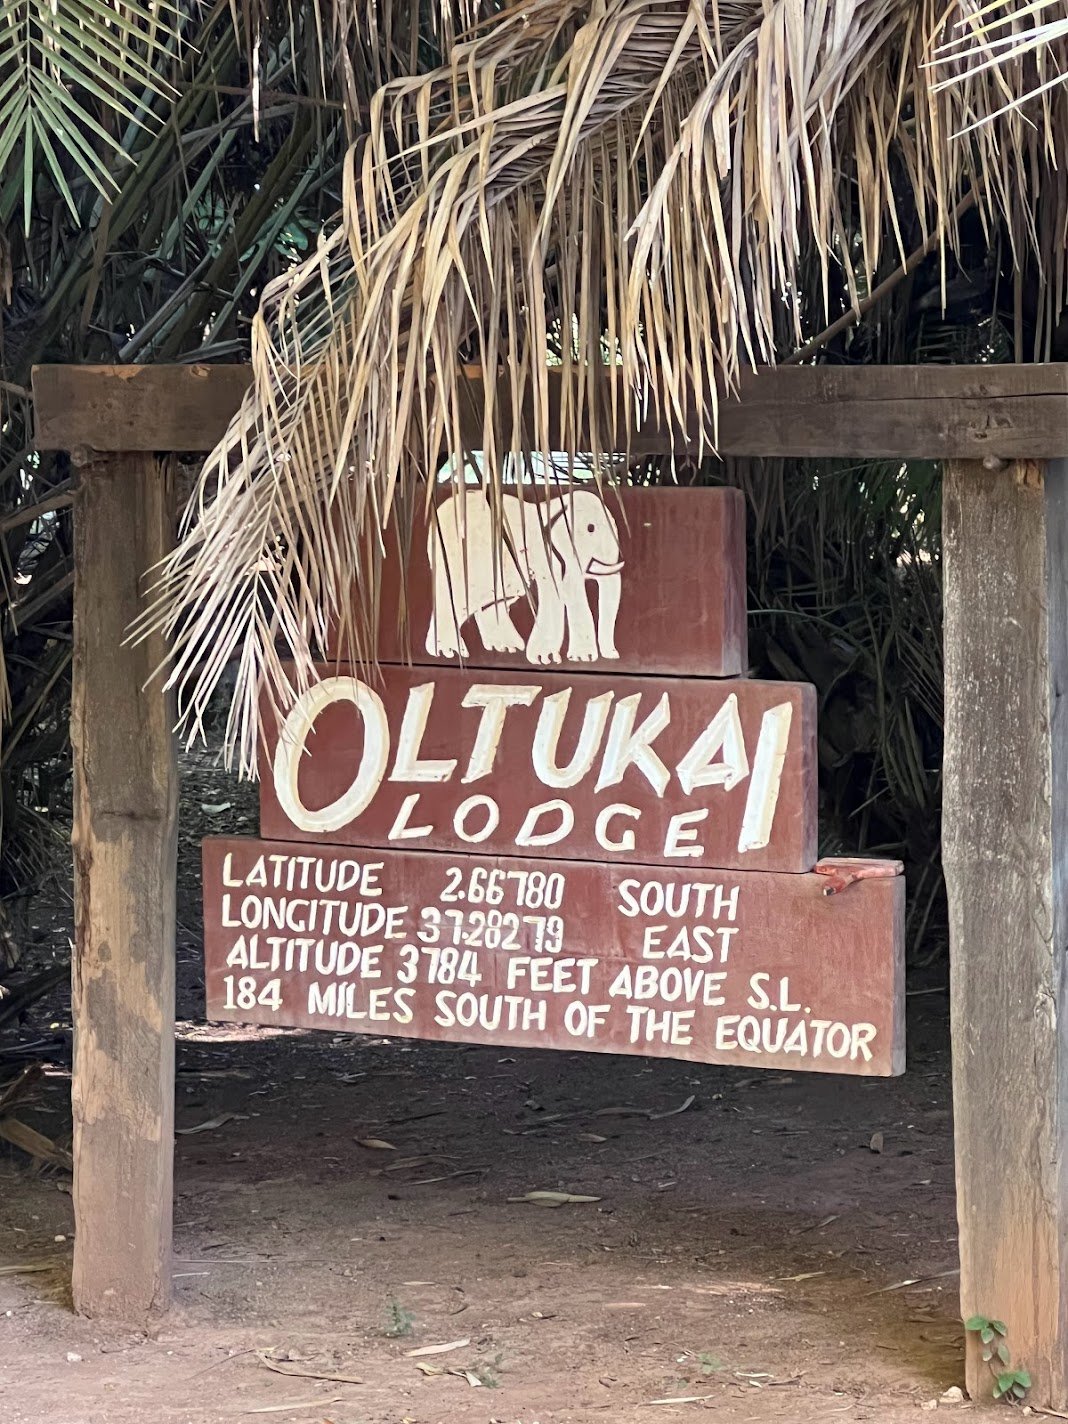 OLTUKAI
LODGE
LATITUDE 2.66780 SOUTH
LONGITUDE 37.28279 EAST
ALTITUDE 3784 FEET ABOVE S.L.
184 MILES SOUTH OF THE EQUATOR